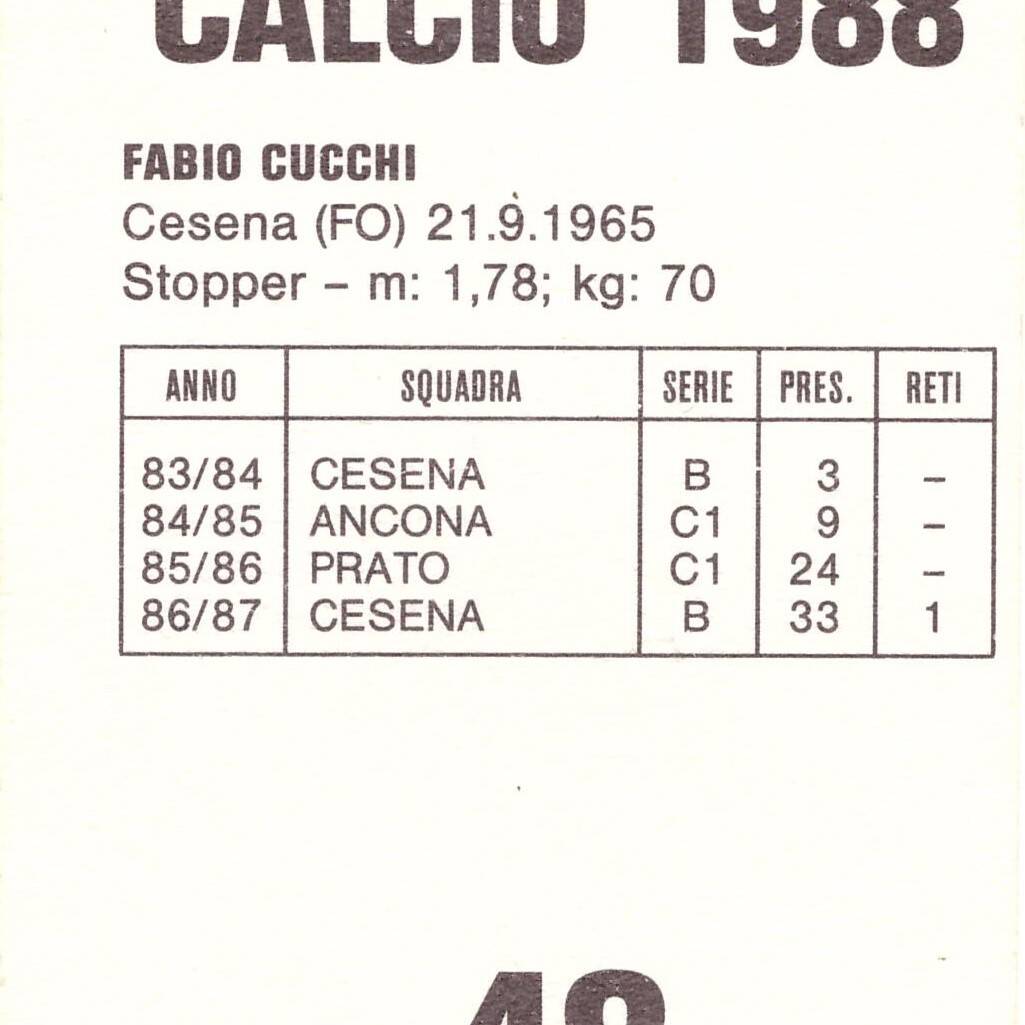 CALCIO 1988
FABIO CUCCHI
Cesena (FO) 21.9.1965
Stopper – m: 1,78; kg: 70
ANNO SQUADRA SERIE PRES. RETI
83/84 CESENA B 3 –
84/85 ANCONA C1 9 –
85/86 PRATO C1 24 –
86/87 CESENA B 33 1